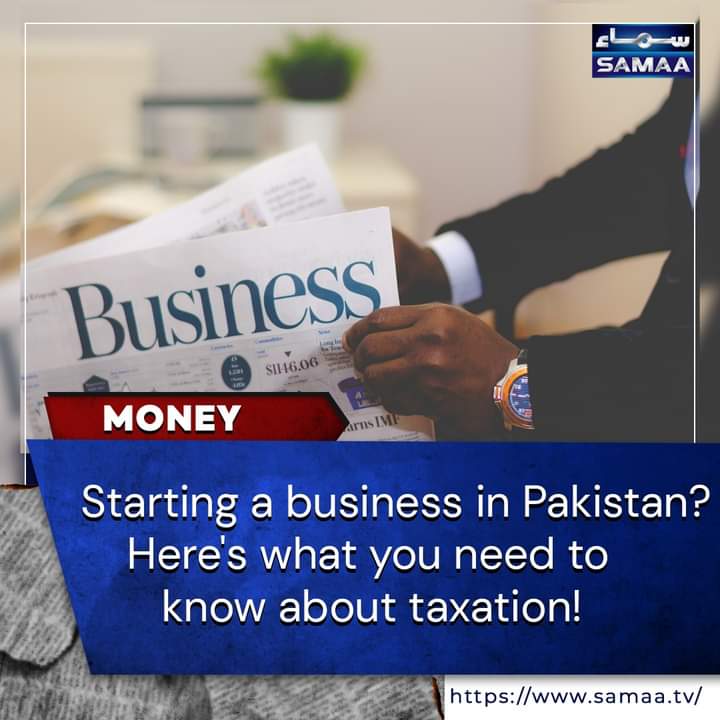 سماء
SAMAA
Business
$1146.06
MONEY
Starting a business in Pakistan?
Here's what you need to
know about taxation!
https://www.samaa.tv/